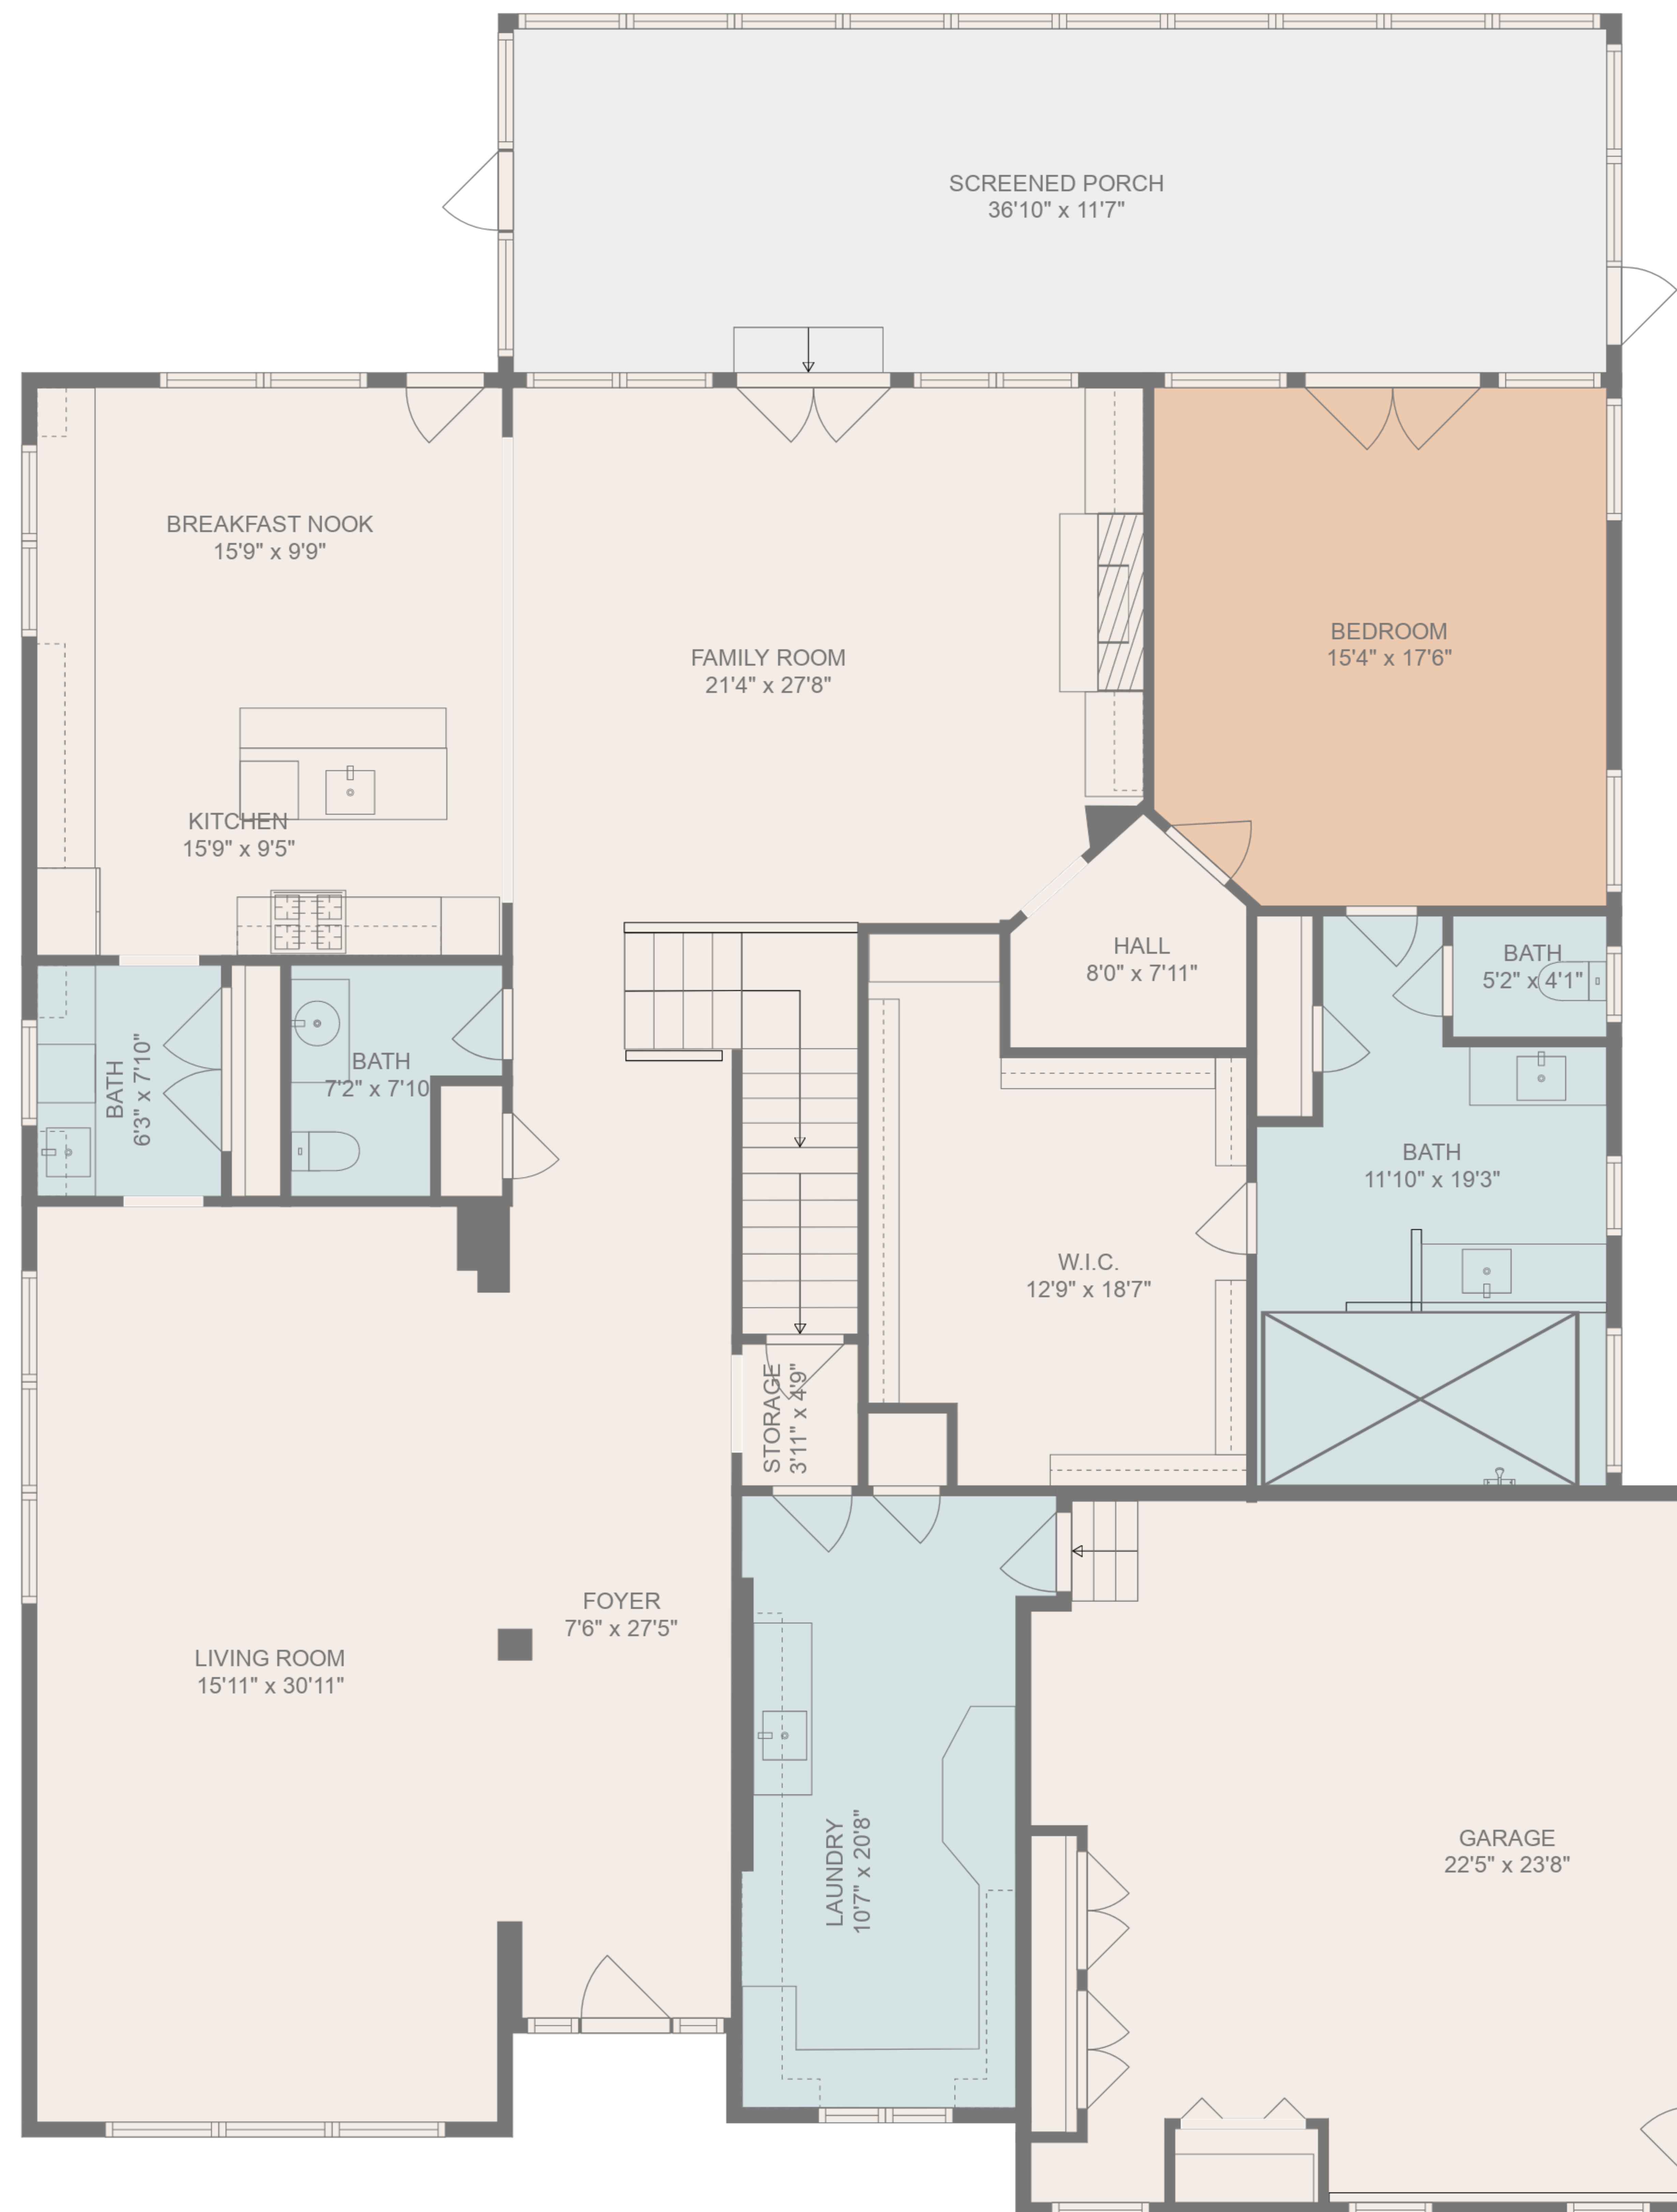 SCREENED PORCH
36'10" x 11'7"
BREAKFAST NOOK
15'9" x 9'9"
FAMILY ROOM
21'4" x 27'8"
BEDROOM
15'4" x 17'6"
KITCHEN
15'9" x 9'5"
HALL
8'0" x 7'11"
BATH
5'2" x 4'1"
BATH
6'3" x 7'10"
BATH
7'2" x 7'10
BATH
11'10" x 19'3"
W.I.C.
12'9" x 18'7"
STORAGE
3'11" x 4'9"
FOYER
7'6" x 27'5"
LIVING ROOM
15'11" x 30'11"
LAUNDRY
10'7" x 20'8"
GARAGE
22'5" x 23'8"